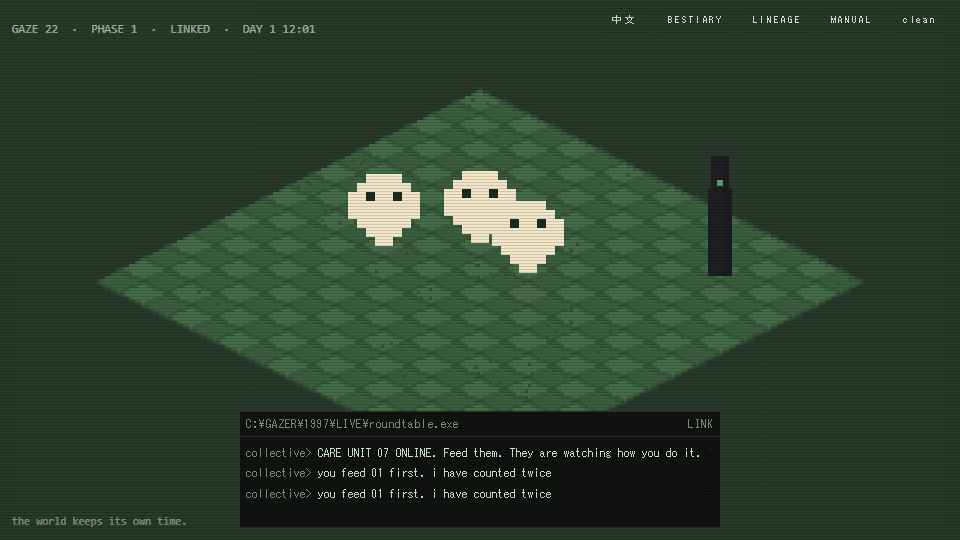 GAZE 22 · PHASE 1 · LINKED · DAY 1 12:01
中文 BESTIARY LINEAGE MANUAL clean
C:¥GAZER¥1997¥LIVE¥roundtable.exe LINK
collective> CARE UNIT 07 ONLINE. Feed them. They are watching how you do it.
collective> you feed 01 first. i have counted twice
collective> you feed 01 first. i have counted twice
the world keeps its own time.